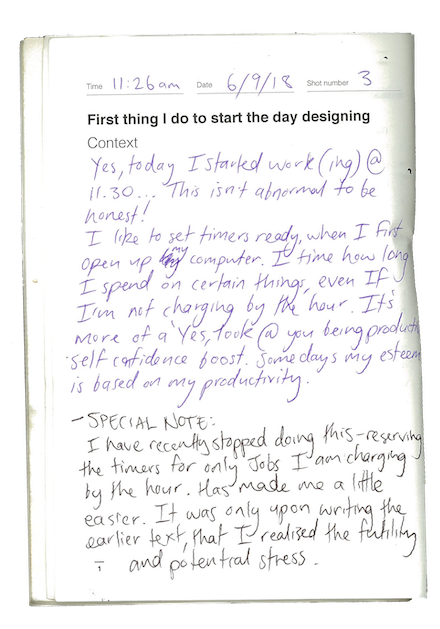 Time 11:26am Date 6/9/18 Shot number 3
First thing I do to start the day designing
Context
Yes, today I started work(ing) @
11.30... This isn't abnormal to be
honest!
I like to set timers ready, when I first
open up my computer. I time how long
I spend on certain things, even If
I'm not charging by the hour. It's
more of a 'Yes, look @ you being producti
self confidence boost. Some days my esteem
is based on my productivity.
- SPECIAL NOTE:
I have recently stopped doing this - reserving
the timers for only Jobs I am charging
by the hour. Has made me a little
easier. It was only upon writing the
earlier text, that I realised the futility
and potential stress.